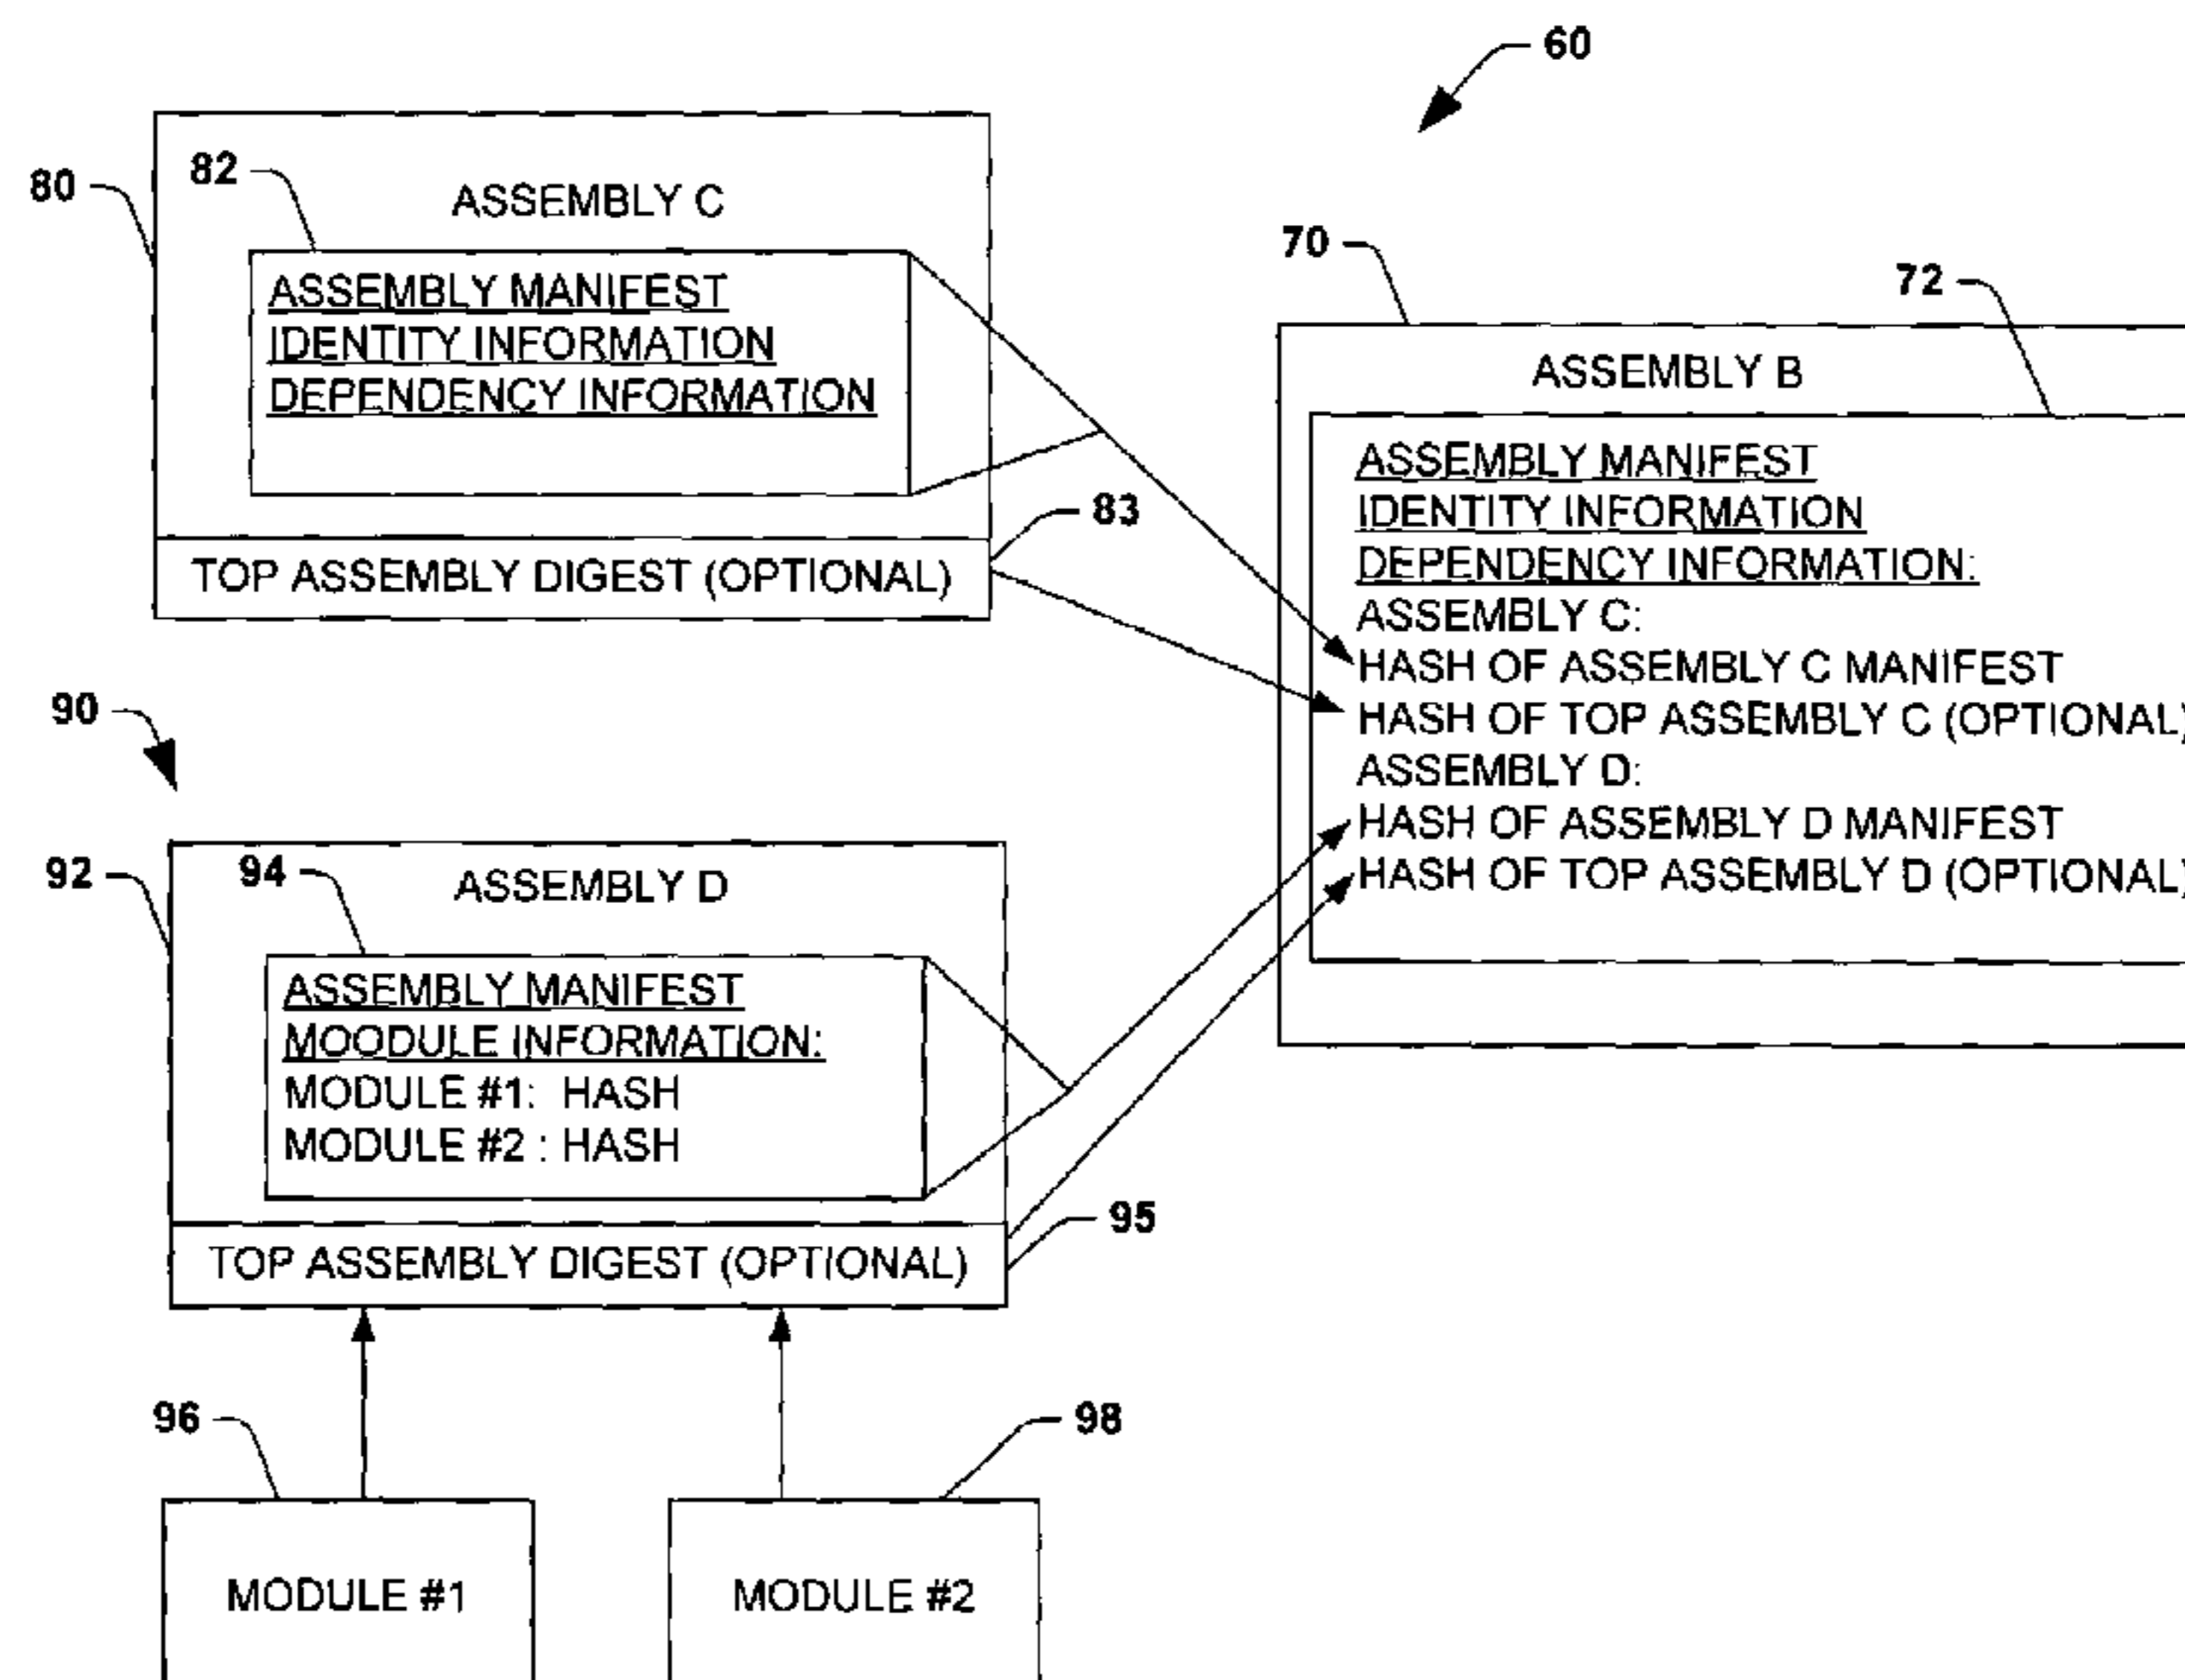 60
80
82
ASSEMBLY C
ASSEMBLY MANIFEST
IDENTITY INFORMATION
DEPENDENCY INFORMATION
83
TOP ASSEMBLY DIGEST (OPTIONAL)
70
72
ASSEMBLY B
ASSEMBLY MANIFEST
IDENTITY INFORMATION
DEPENDENCY INFORMATION:
ASSEMBLY C:
HASH OF ASSEMBLY C MANIFEST
HASH OF TOP ASSEMBLY C (OPTIONAL)
ASSEMBLY D:
HASH OF ASSEMBLY D MANIFEST
HASH OF TOP ASSEMBLY D (OPTIONAL)
90
92
94
ASSEMBLY D
ASSEMBLY MANIFEST
MOODULE INFORMATION:
MODULE #1: HASH
MODULE #2 : HASH
95
TOP ASSEMBLY DIGEST (OPTIONAL)
96
98
MODULE #1
MODULE #2